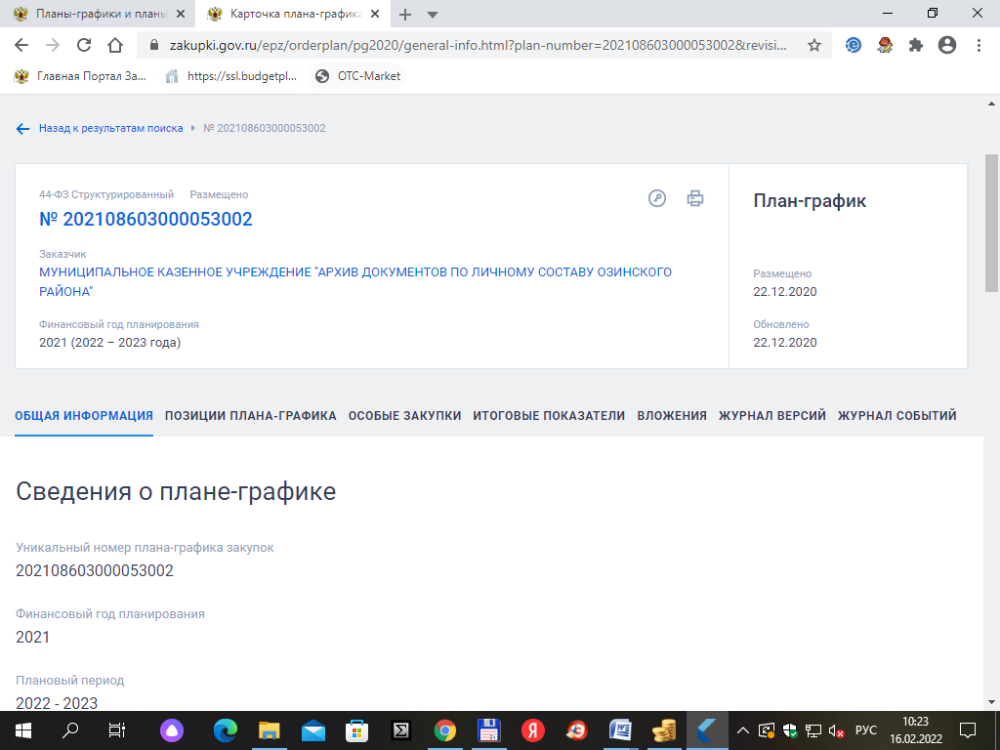 Планы-графики и планы
Карточка плана-графика
zakupki.gov.ru/epz/orderplan/pg2020/general-info.html?plan-number=202108603000053002&revisi...
Главная Портал За...
https://ssl.budgetpl...
OTC-Market
Назад к результатам поиска
№ 202108603000053002
44-ФЗ Структурированный Размещено
№ 202108603000053002
Заказчик
МУНИЦИПАЛЬНОЕ КАЗЕННОЕ УЧРЕЖДЕНИЕ "АРХИВ ДОКУМЕНТОВ ПО ЛИЧНОМУ СОСТАВУ ОЗИНСКОГО
РАЙОНА"
Финансовый год планирования
2021 (2022 – 2023 года)
План-график
Размещено
22.12.2020
Обновлено
22.12.2020
ОБЩАЯ ИНФОРМАЦИЯ ПОЗИЦИИ ПЛАНА-ГРАФИКА ОСОБЫЕ ЗАКУПКИ ИТОГОВЫЕ ПОКАЗАТЕЛИ ВЛОЖЕНИЯ ЖУРНАЛ ВЕРСИЙ ЖУРНАЛ СОБЫТИЙ
Сведения о плане-графике
Уникальный номер плана-графика закупок
202108603000053002
Финансовый год планирования
2021
Плановый период
2022 - 2023
РУС
10:23
16.02.2022